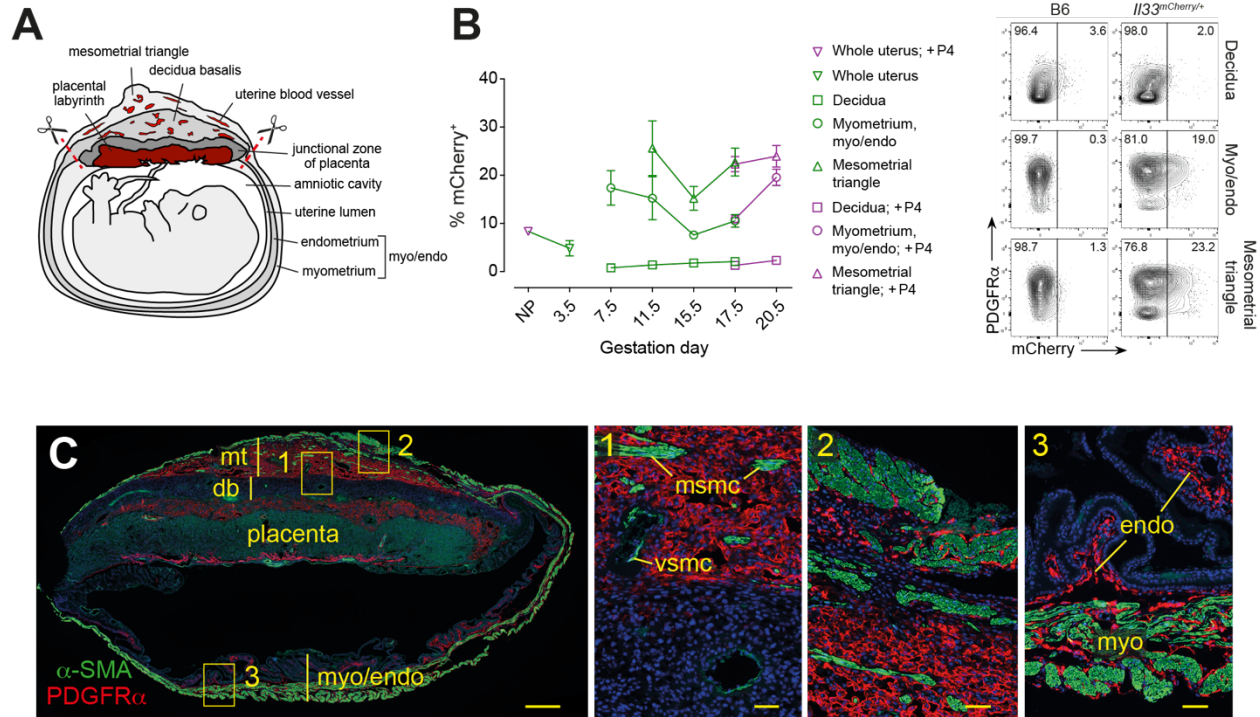 A
mesometrial triangle
decidua basalis
placental
labyrinth
uterine blood vessel
junctional zone
of placenta
amniotic cavity
uterine lumen
endometrium
myometrium
myo/endo
B
% mCherry⁺
40
30
20
10
0
NP
3.5
7.5
11.5
15.5
17.5
20.5
Gestation day
Whole uterus; +P4
Whole uterus
Decidua
Myometrium,
myo/endo
Mesometrial
triangle
Decidua; +P4
Myometrium,
myo/endo; +P4
Mesometrial
triangle; +P4
B6
Il33mCherry/+
96.4
3.6
98.0
2.0
Decidua
99.7
0.3
81.0
19.0
Myo/endo
98.7
1.3
76.8
23.2
Mesometrial
triangle
PDGFRα
mCherry
C
mt
db
1
2
placenta
3
myo/endo
α-SMA
PDGFRα
1
msmc
vsmc
2
3
endo
myo